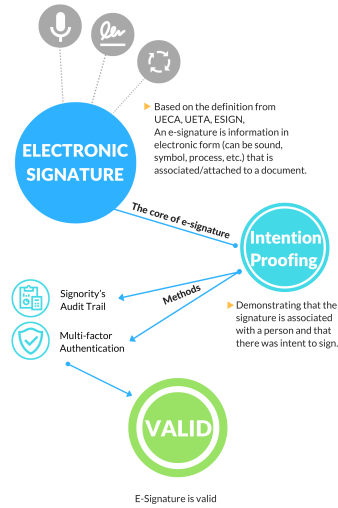 ELECTRONIC
SIGNATURE
Based on the definition from
UECA, UETA, ESIGN,
An e-signature is information in
electronic form (can be sound,
symbol, process, etc.) that is
associated/attached to a document.
The core of e-signature
Intention
Proofing
Methods
Signority's
Audit Trail
Multi-factor
Authentication
Demonstrating that the
signature is associated
with a person and that
there was intent to sign.
VALID
E-Signature is valid